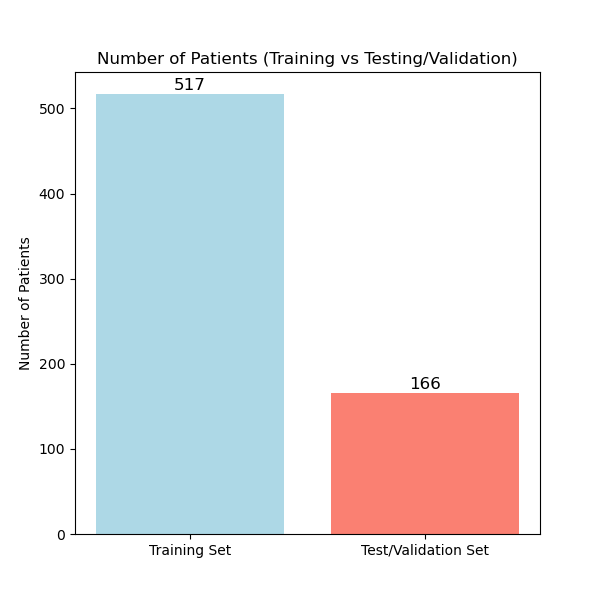 Number of Patients (Training vs Testing/Validation)
517
500
400
300
200
166
100
0
Number of Patients
Training Set
Test/Validation Set